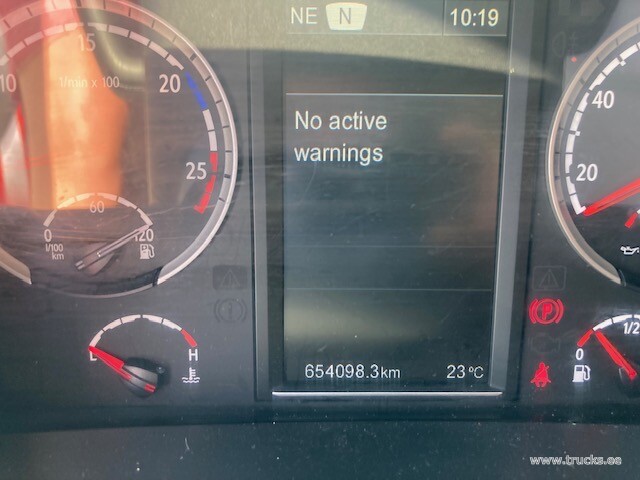 NE N 10:19
15
10 1/min x 100 20
40
No active
warnings
25
20
60
0 120
l/100
km
P
1/2
L H
0
654098.3km 23°C
www.trucks.ee